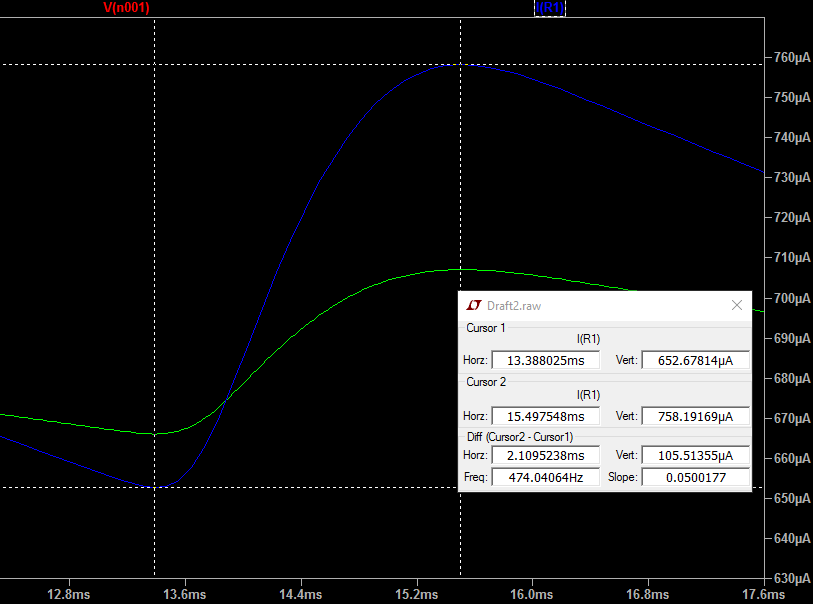 V(n001) I(R1)
760µA
750µA
740µA
730µA
720µA
710µA
700µA
690µA
680µA
670µA
660µA
650µA
640µA
630µA
Draft2.raw
Cursor 1
I(R1)
Horz: 13.388025ms Vert: 652.67814µA
Cursor 2
I(R1)
Horz: 15.497548ms Vert: 758.19169µA
Diff (Cursor2 - Cursor1)
Horz: 2.1095238ms Vert: 105.51355µA
Freq: 474.04064Hz Slope: 0.0500177
12.8ms 13.6ms 14.4ms 15.2ms 16.0ms 16.8ms 17.6ms